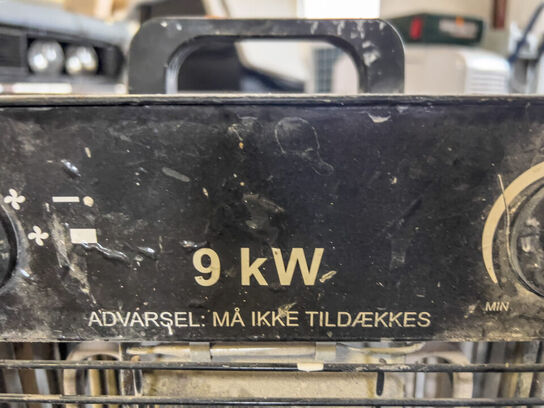 9 kW
MIN
ADVARSEL: MÅ IKKE TILDÆKKES